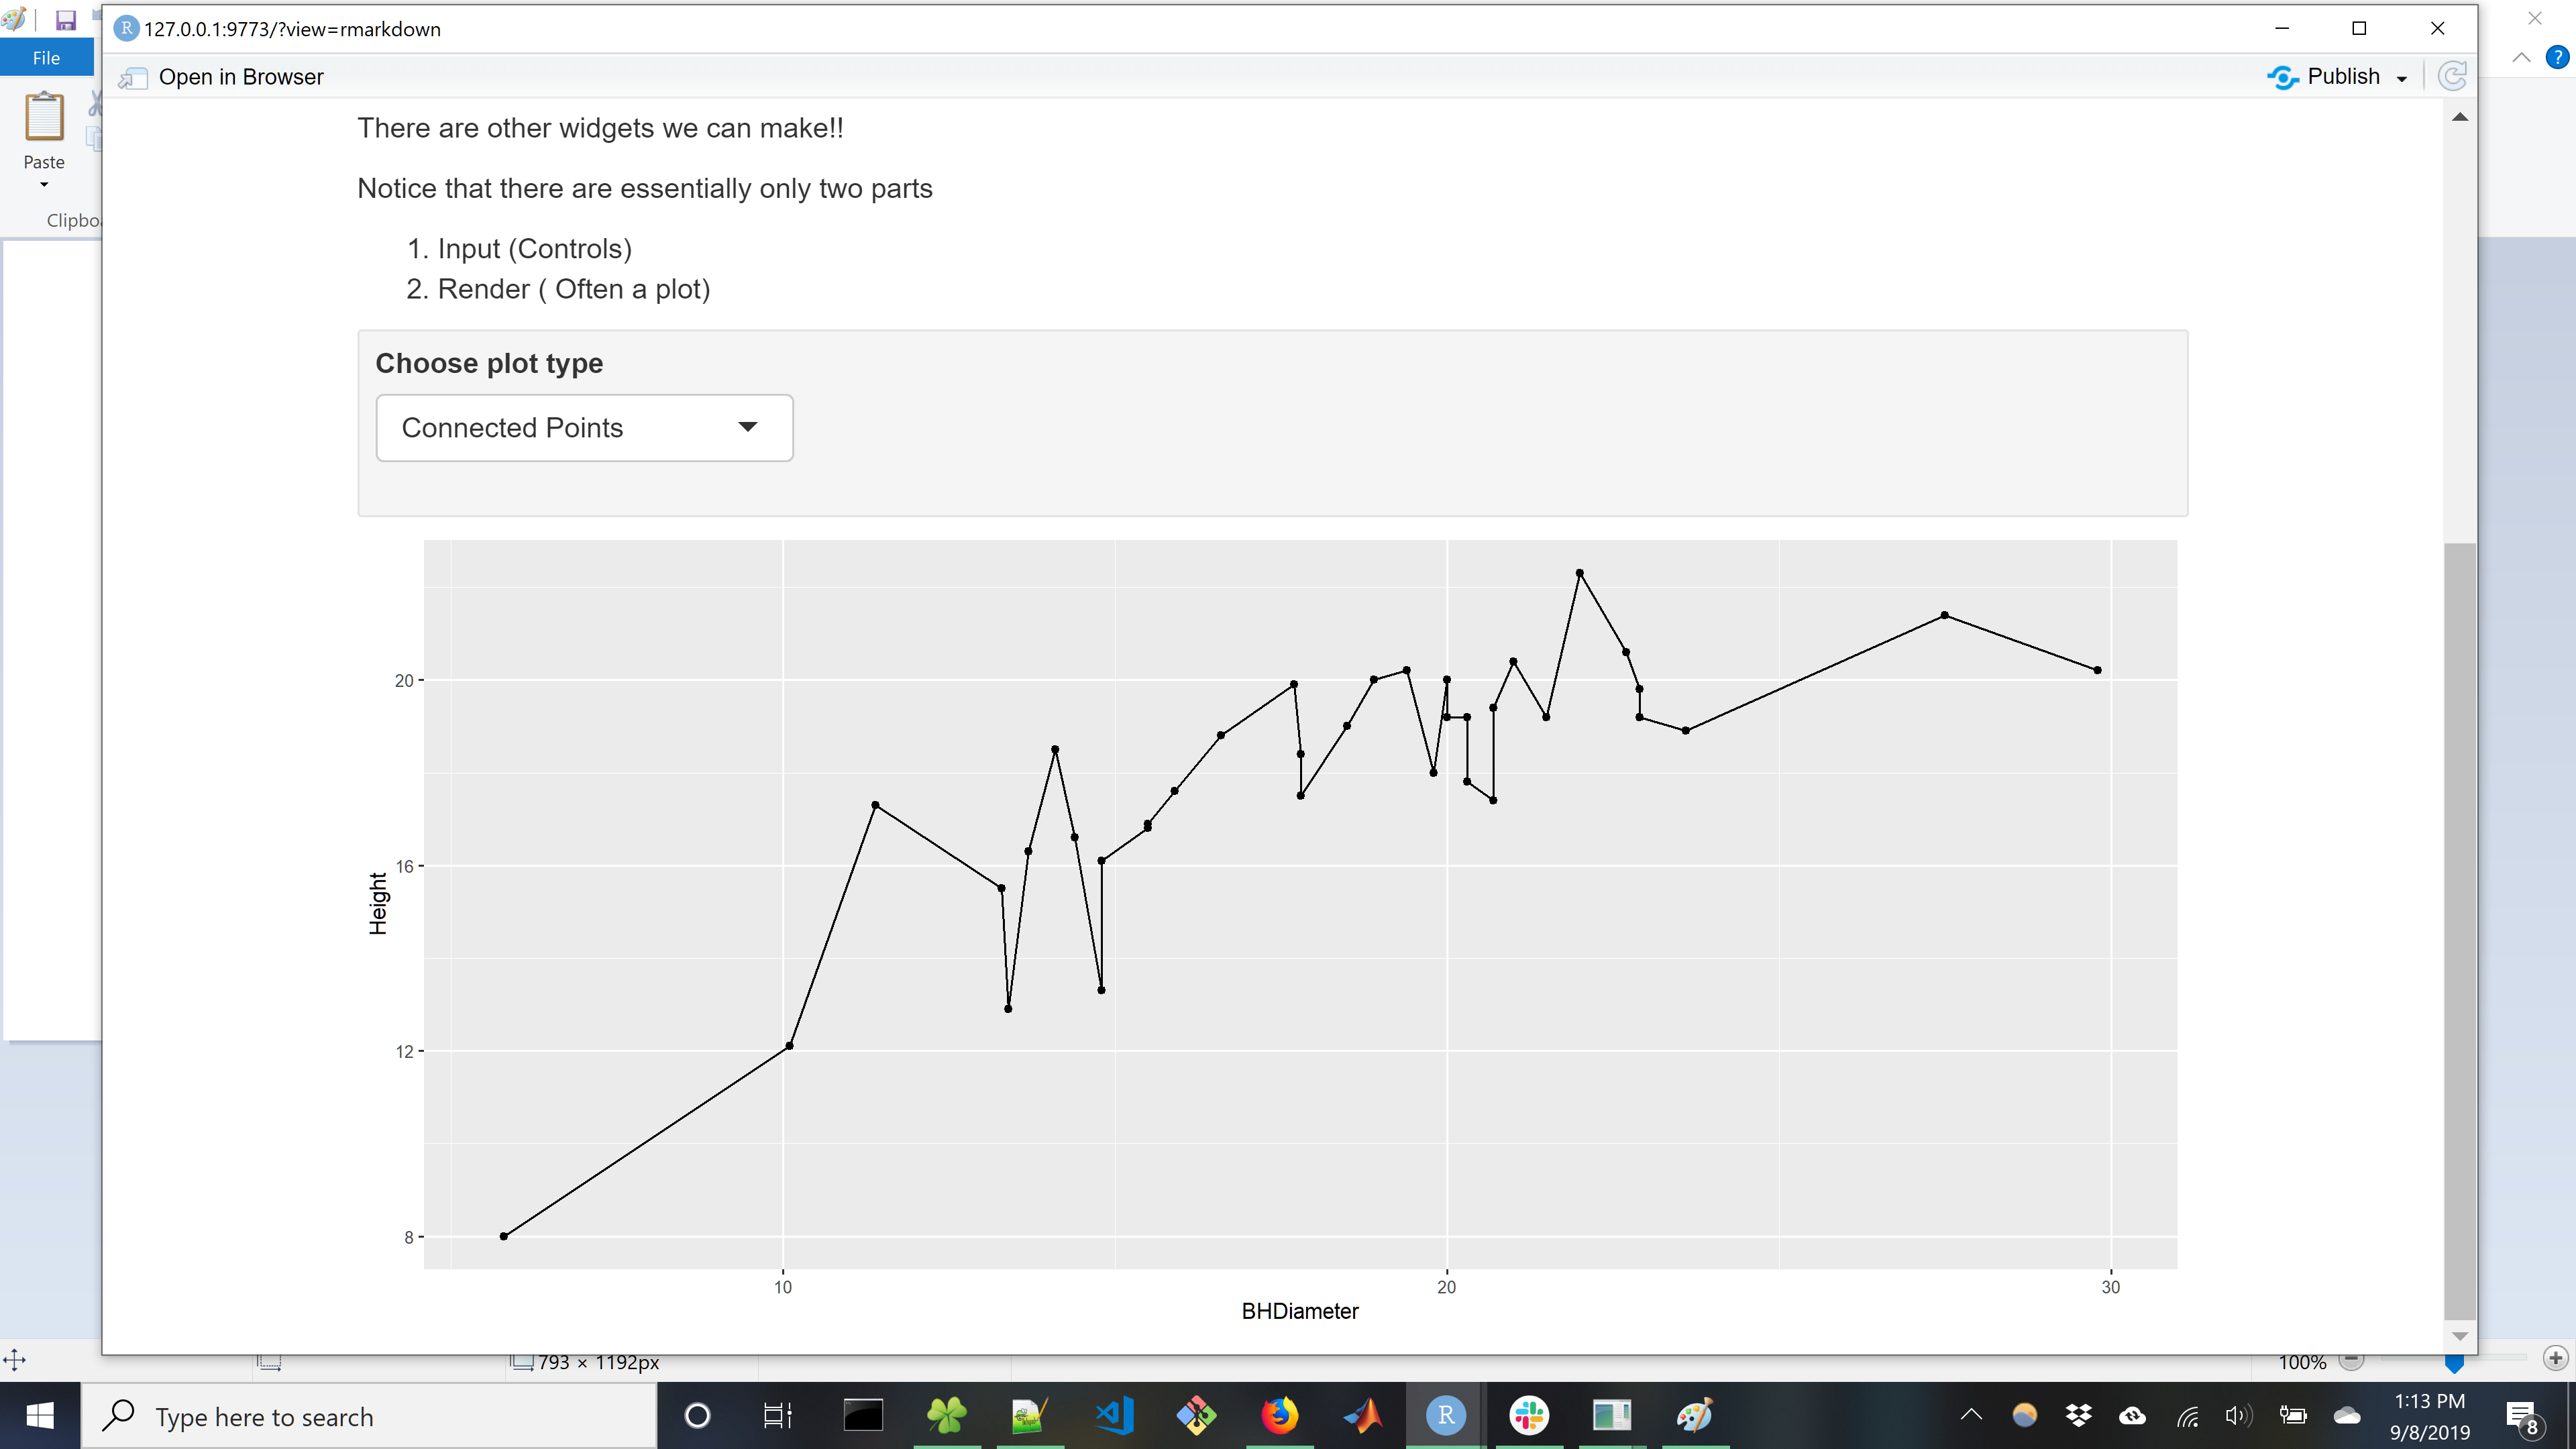 127.0.0.1:9773/?view=rmarkdown
File
Open in Browser
Publish
?
Paste
Clipboa
There are other widgets we can make!!
Notice that there are essentially only two parts
1. Input (Controls)
2. Render ( Often a plot)
Choose plot type
Connected Points
20
16
12
8
Height
10
20
30
BHDiameter
793 × 1192px
100%
Type here to search
R
1:13 PM
9/8/2019
8